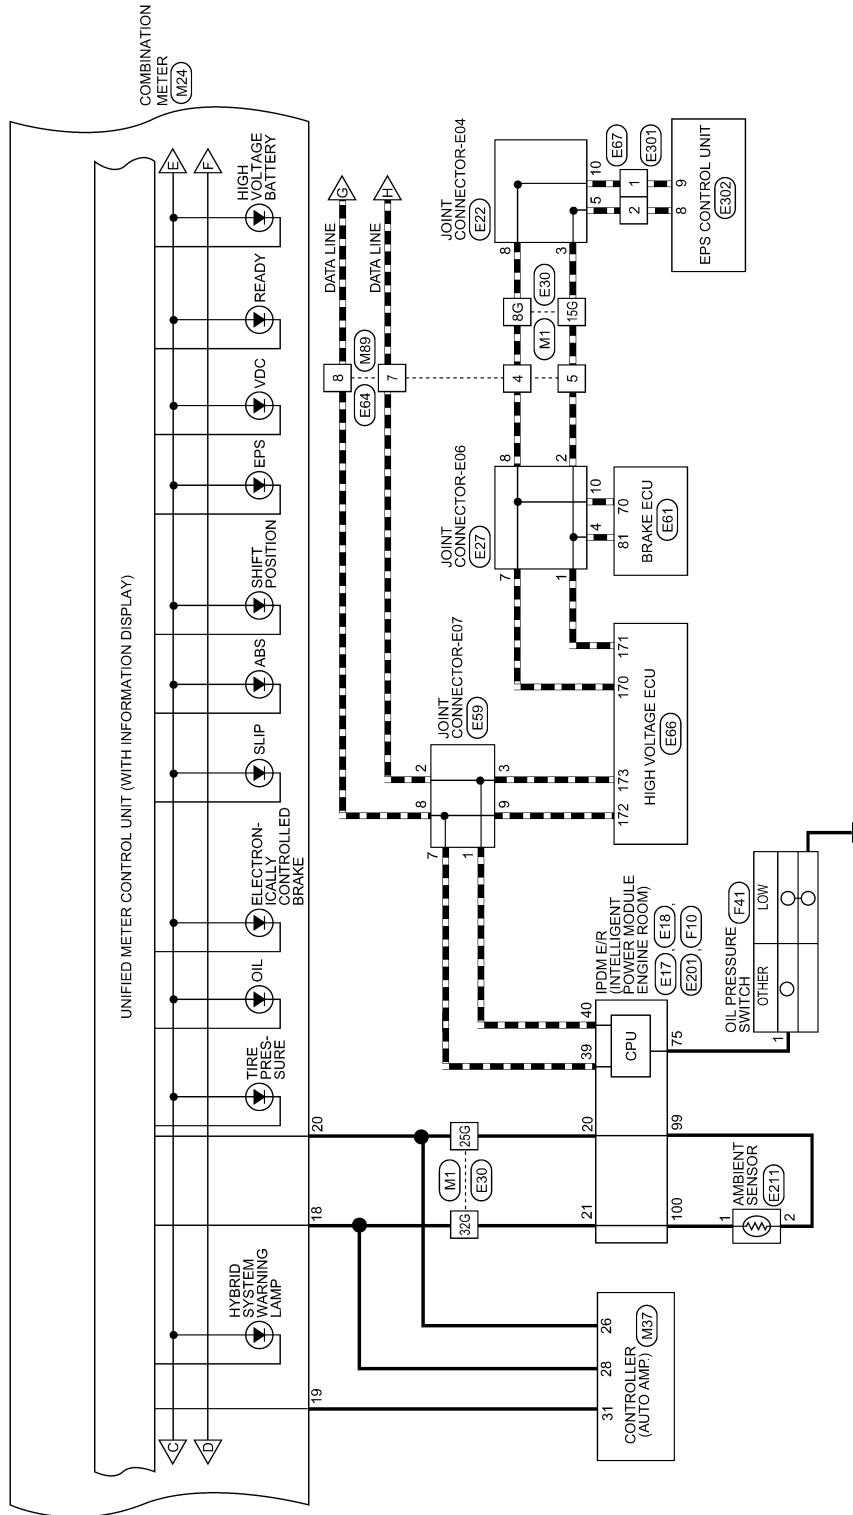 COMBINATION
METER
M24
UNIFIED METER CONTROL UNIT (WITH INFORMATION DISPLAY)
C
D
E
F
HYBRID
SYSTEM
WARNING
LAMP
TIRE
PRES-
SURE
OIL
ELECTRON-
ICALLY
CONTROLLED
BRAKE
SLIP
ABS
SHIFT
POSITION
EPS
VDC
READY
HIGH
VOLTAGE
BATTERY
19
18
20
DATA LINE
G
DATA LINE
H
8
7
M89
E64
4
5
8G
15G
E30
M1
JOINT
CONNECTOR-E04
E22
8
3
10
5
E67
E301
1
2
9
8
EPS CONTROL UNIT
E302
JOINT
CONNECTOR-E06
E27
8
2
7
1
10
4
70
81
BRAKE ECU
E61
JOINT
CONNECTOR-E07
E59
2
8
3
9
7
1
171
170
173
172
HIGH VOLTAGE ECU
E66
IPDM E/R
(INTELLIGENT
POWER MODULE
ENGINE ROOM)
E17 , E18 ,
E201 , F10
40
39
CPU
75
20
21
99
100
25G
32G
M1
E30
OIL PRESSURE
SWITCH
F41
OTHER
LOW
1
AMBIENT
SENSOR
E211
1
2
26
28
31
CONTROLLER
(AUTO AMP.)
M37